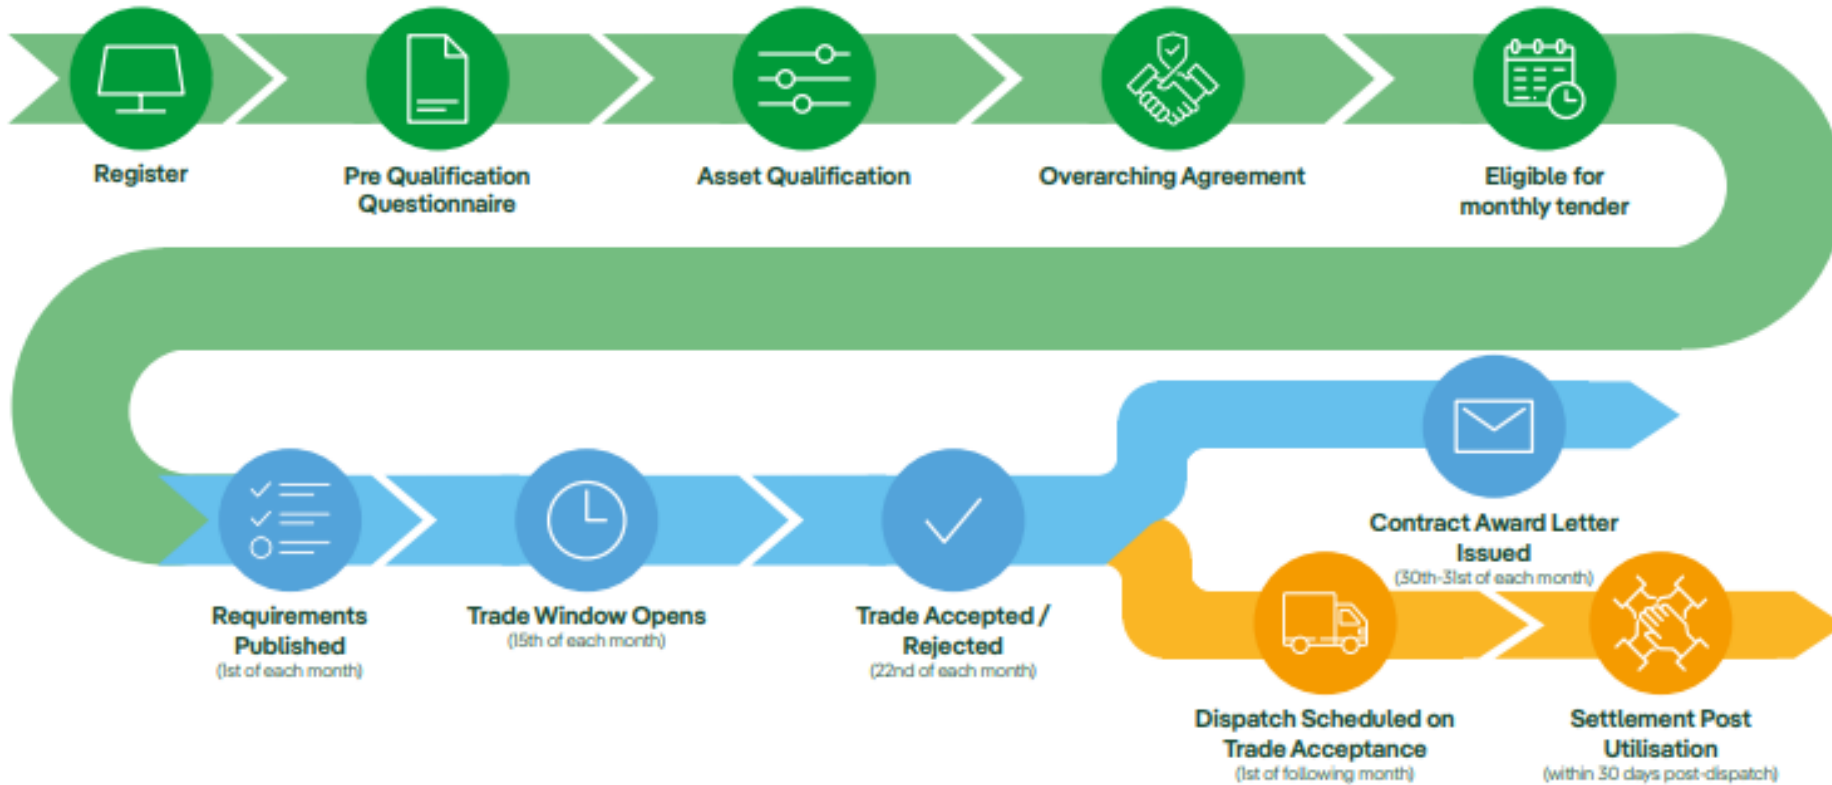 Register
Pre Qualification
Questionnaire
Asset Qualification
Overarching Agreement
Eligible for
monthly tender
Requirements
Published
(1st of each month)
Trade Window Opens
(15th of each month)
Trade Accepted /
Rejected
(22nd of each month)
Contract Award Letter
Issued
(30th-31st of each month)
Dispatch Scheduled on
Trade Acceptance
(1st of following month)
Settlement Post
Utilisation
(within 30 days post-dispatch)